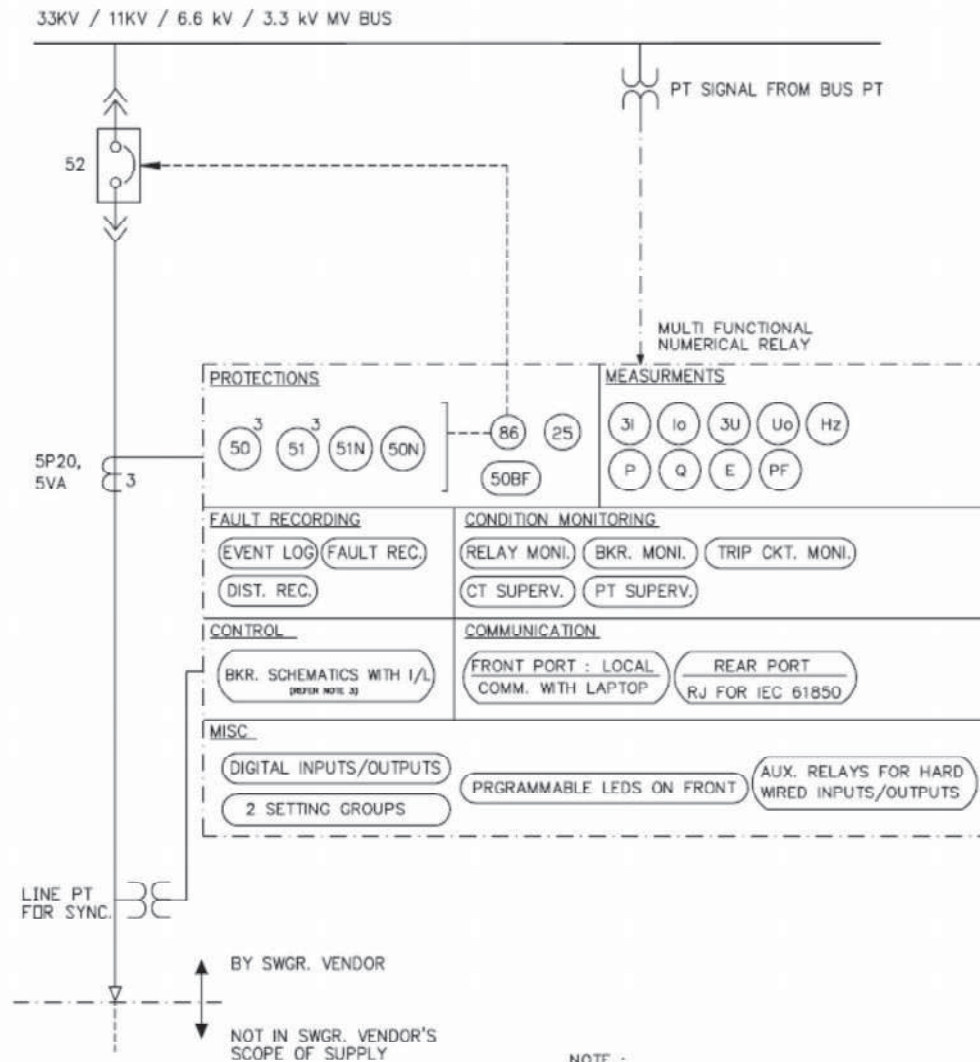 33KV / 11KV / 6.6 kV / 3.3 kV MV BUS
PT SIGNAL FROM BUS PT
52
MULTI FUNCTIONAL
NUMERICAL RELAY
PROTECTIONS
50 3
51 3
51N
50N
86
25
50BF
MEASURMENTS
3I
Io
3U
Uo
Hz
P
Q
E
PF
5P20,
5VA
3
FAULT RECORDING
EVENT LOG
FAULT REC.
DIST. REC.
CONDITION MONITORING
RELAY MONI.
BKR. MONI.
TRIP CKT. MONI.
CT SUPERV.
PT SUPERV.
CONTROL
BKR. SCHEMATICS WITH I/L
(REFER NOTE 3)
COMMUNICATION
FRONT PORT : LOCAL
COMM. WITH LAPTOP
REAR PORT
RJ FOR IEC 61850
MISC
DIGITAL INPUTS/OUTPUTS
2 SETTING GROUPS
PRGRAMMABLE LEDS ON FRONT
AUX. RELAYS FOR HARD
WIRED INPUTS/OUTPUTS
LINE PT
FOR SYNC.
BY SWGR. VENDOR
NOT IN SWGR. VENDOR'S
SCOPE OF SUPPLY
NOTE :